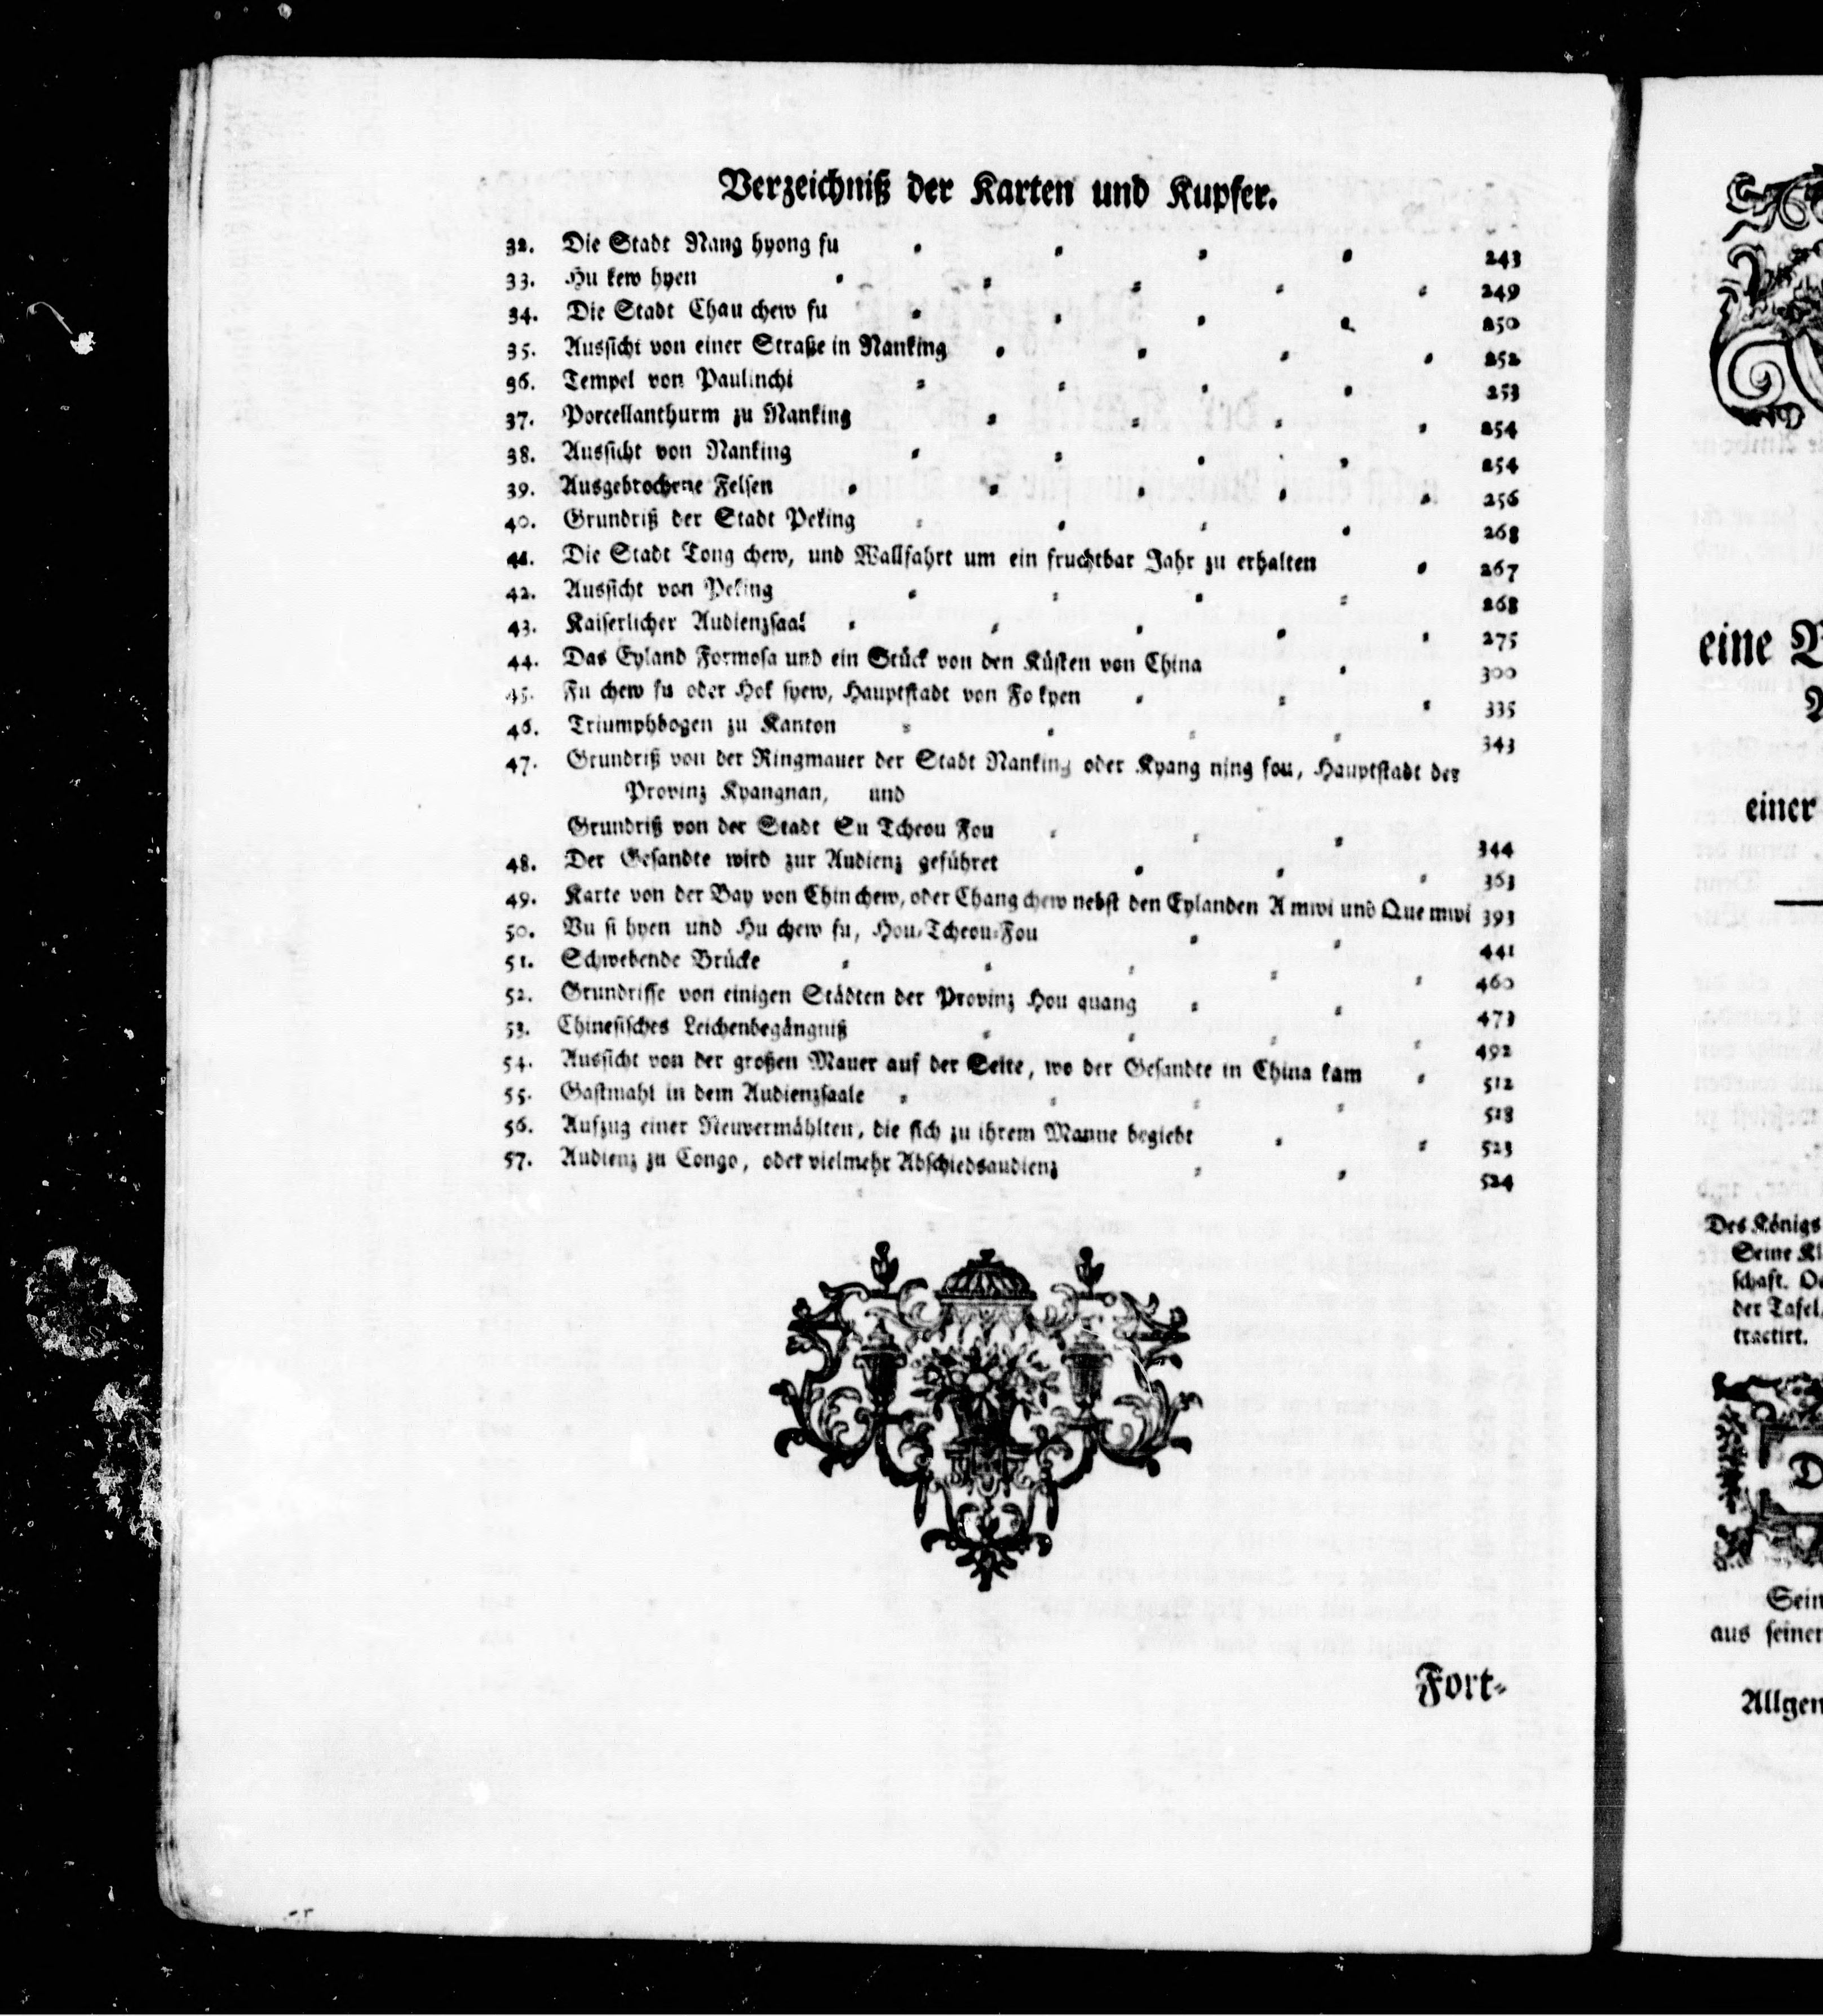 Verzeichniß der Karten und Kupfer.
32. Die Stadt Nang hyong fu 243
33. Hu kew hyen 249
34. Die Stadt Chau chew fu 250
35. Aussicht von einer Straße in Nanking 252
36. Tempel von Paulinchi 253
37. Porcellanthurm zu Nanking 254
38. Aussicht von Nanking 254
39. Ausgebrochene Felsen 256
40. Grundriß der Stadt Peking 268
41. Die Stadt Tong chew, und Wallfahrt um ein fruchtbar Jahr zu erhalten 267
42. Aussicht von Peking 268
43. Kaiserlicher Audienzsaal 275
44. Das Eyland Formosa und ein Stück von den Küsten von China 300
45. Fu chew fu oder Hok syew, Hauptstadt von Fo kyen 335
46. Triumphbogen zu Kanton 343
47. Grundriß von der Ringmauer der Stadt Nanking oder Kyang ning fou, Hauptstadt der
Provinz Kyangnan, und
Grundriß von der Stadt Su Tcheou Fou 344
48. Der Gesandte wird zur Audienz geführet 363
49. Karte von der Bay von Chin chew, oder Chang chew nebst den Eylanden A mwi und Que mwi 393
50. Vu si hyen und Hu chew fu, Hou-Tcheou-Fou 441
51. Schwebende Brücke 460
52. Grundrisse von einigen Städten der Provinz Hou quang 473
53. Chinesisches Leichenbegängniß 492
54. Aussicht von der großen Mauer auf der Seite, wo der Gesandte in China kam 512
55. Gastmahl in dem Audienzsaale 518
56. Aufzug einer Neuvermählten, die sich zu ihrem Manne begiebt 523
57. Audienz zu Congo, oder vielmehr Abschiedsaudienz 524
Fort-
eine
einer
Des Königs
Seine
schaft.
der Tafel.
tractirt.
D
aus seiner